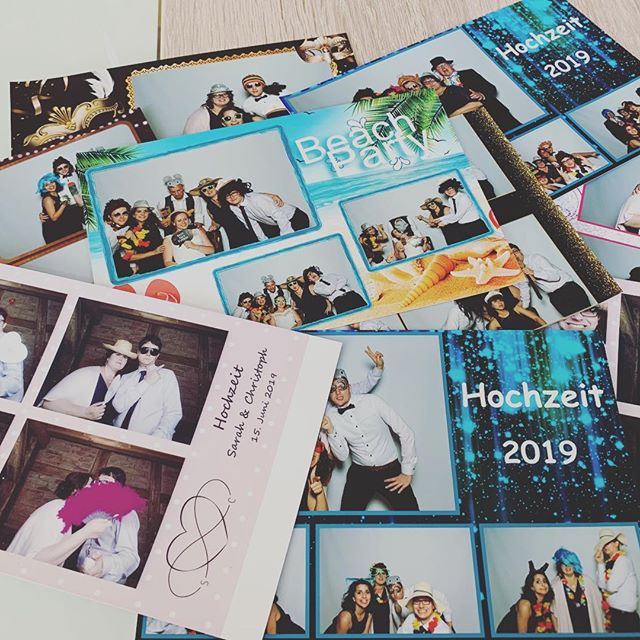 Hochzeit
2019
Beach
Party
Hochzeit
Sarah & Christoph
15. Juni 2019
S
C
Hochzeit
2019